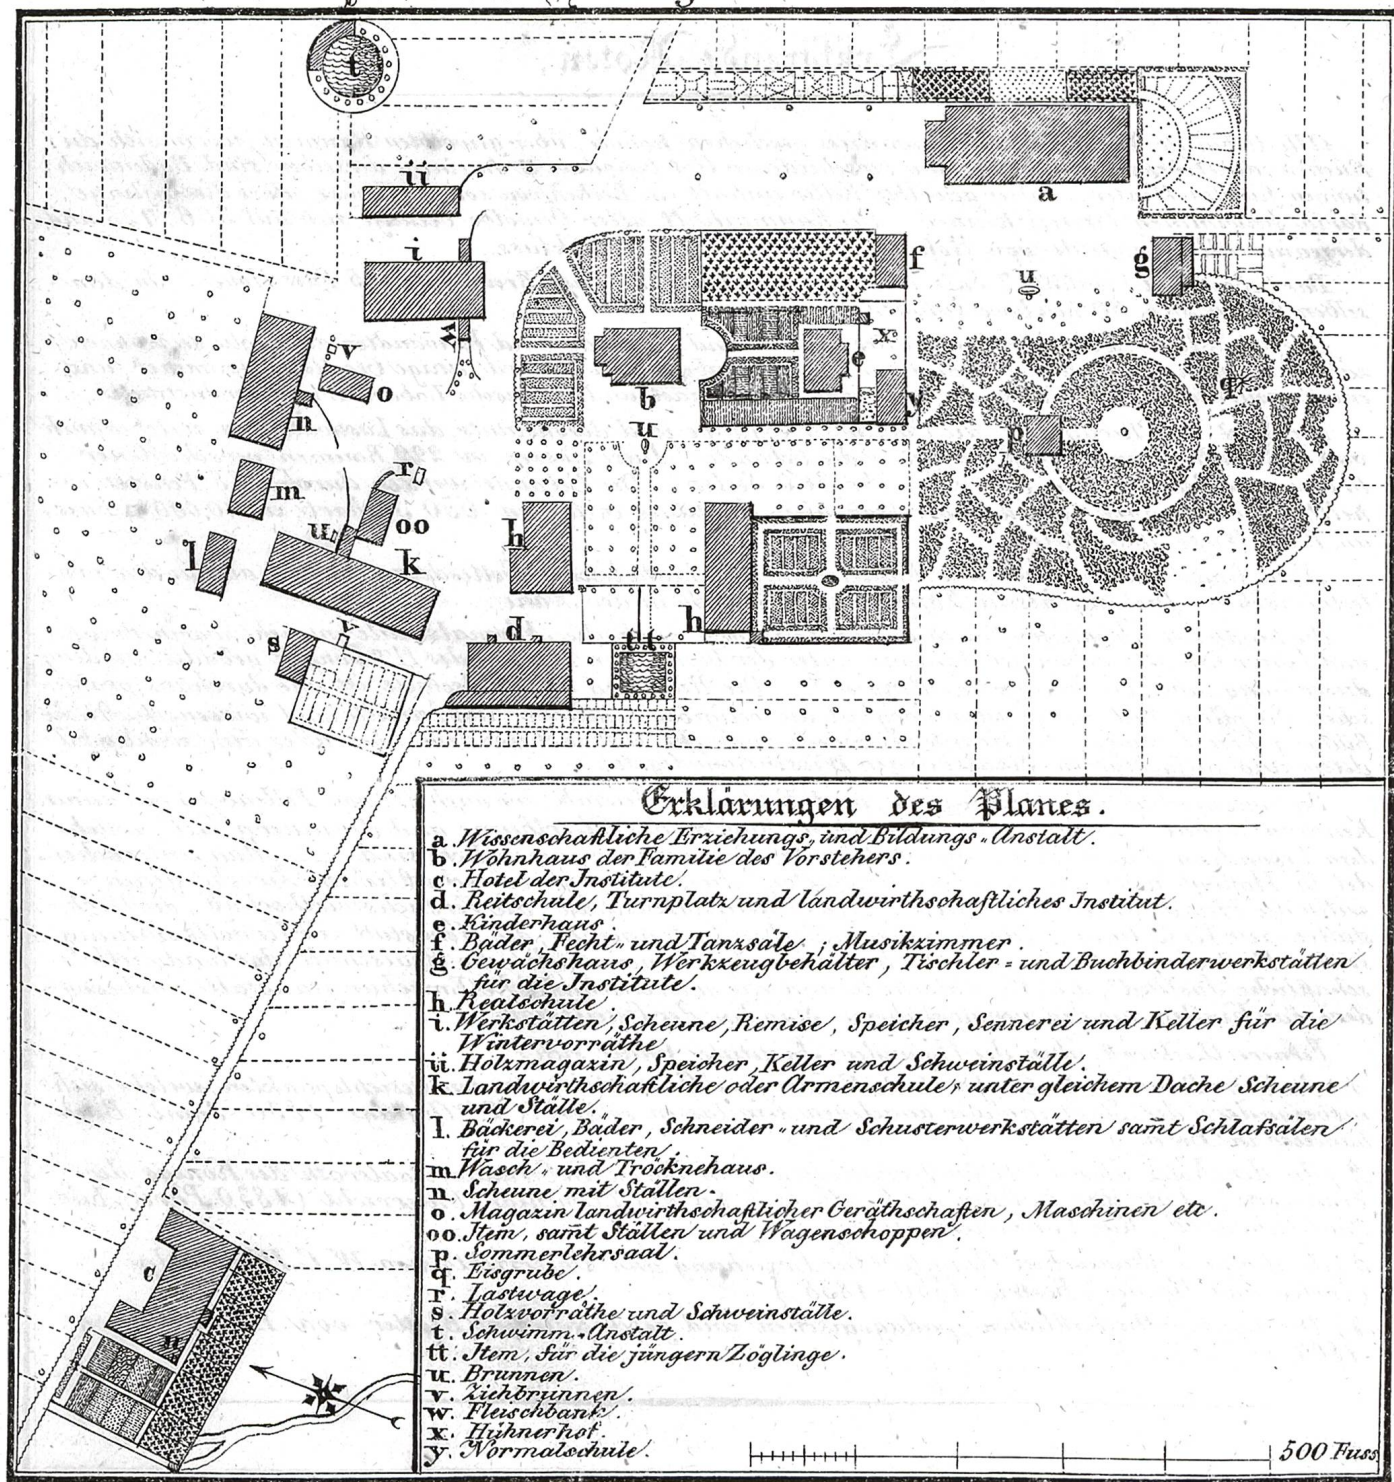 t
ii
a
i
f
g
u
w
x
v
o
b
e
y
q
n
u
p
r
m
oo
h
u
l
k
h
d
v
s
tt
c
u
Erklärungen des Planes.
a. Wissenschaftliche Erziehungs- und Bildungs-Anstalt.
b. Wohnhaus der Familie des Vorstehers.
c. Hotel der Institute.
d. Reitschule, Turnplatz und landwirthschaftliches Institut.
e. Kinderhaus.
f. Bäder, Fecht- und Tanzsäle; Musikzimmer.
g. Gewächshaus, Werkzeugbehälter, Tischler- und Buchbinderwerkstätten
für die Institute.
h. Realschule.
i. Werkstätten, Scheune, Remise, Speicher, Sennerei und Keller für die
Wintervorräthe
ii. Holzmagazin, Speicher, Keller und Schweinställe.
k. Landwirthschaftliche oder Armenschule, unter gleichem Dache Scheune
und Ställe.
l. Bäckerei, Bäder, Schneider- und Schusterwerkstätten sam̄t Schlafsälen
für die Bedienten.
m. Wasch- und Tröcknehaus.
n. Scheune mit Ställen.
o. Magazin landwirthschaftlicher Geräthschaften, Maschinen etc.
oo. Item, sam̄t Ställen und Wagenschoppen.
p. Sommerlehrsaal.
q. Eisgrube.
r. Lastwage.
s. Holzvorräthe und Schweinställe.
t. Schwimm-Anstalt.
tt. Item, für die jüngern Zöglinge.
u. Brunnen.
v. Ziehbrunnen.
w. Fleischbank.
x. Hühnerhof.
y. Normalschule.
500 Fuss